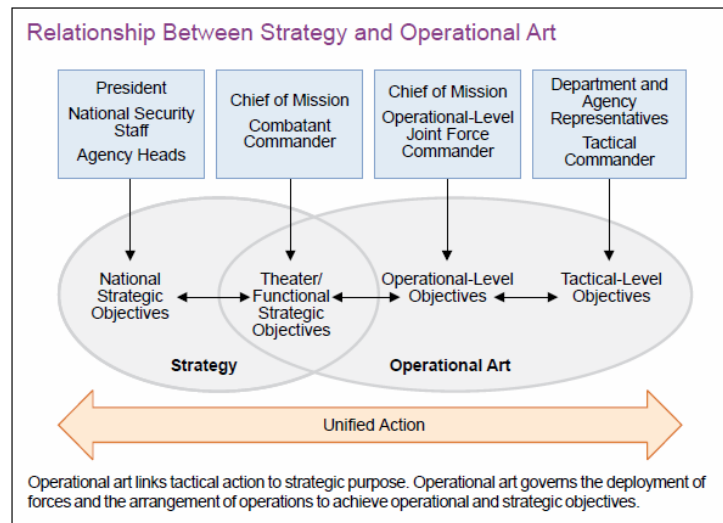 Relationship Between Strategy and Operational Art
President
National Security
Staff
Agency Heads
Chief of Mission
Combatant
Commander
Chief of Mission
Operational-Level
Joint Force
Commander
Department and
Agency
Representatives
Tactical
Commander
National
Strategic
Objectives
Theater/
Functional
Strategic
Objectives
Operational-Level
Objectives
Tactical-Level
Objectives
Strategy
Operational Art
Unified Action
Operational art links tactical action to strategic purpose. Operational art governs the deployment of
forces and the arrangement of operations to achieve operational and strategic objectives.